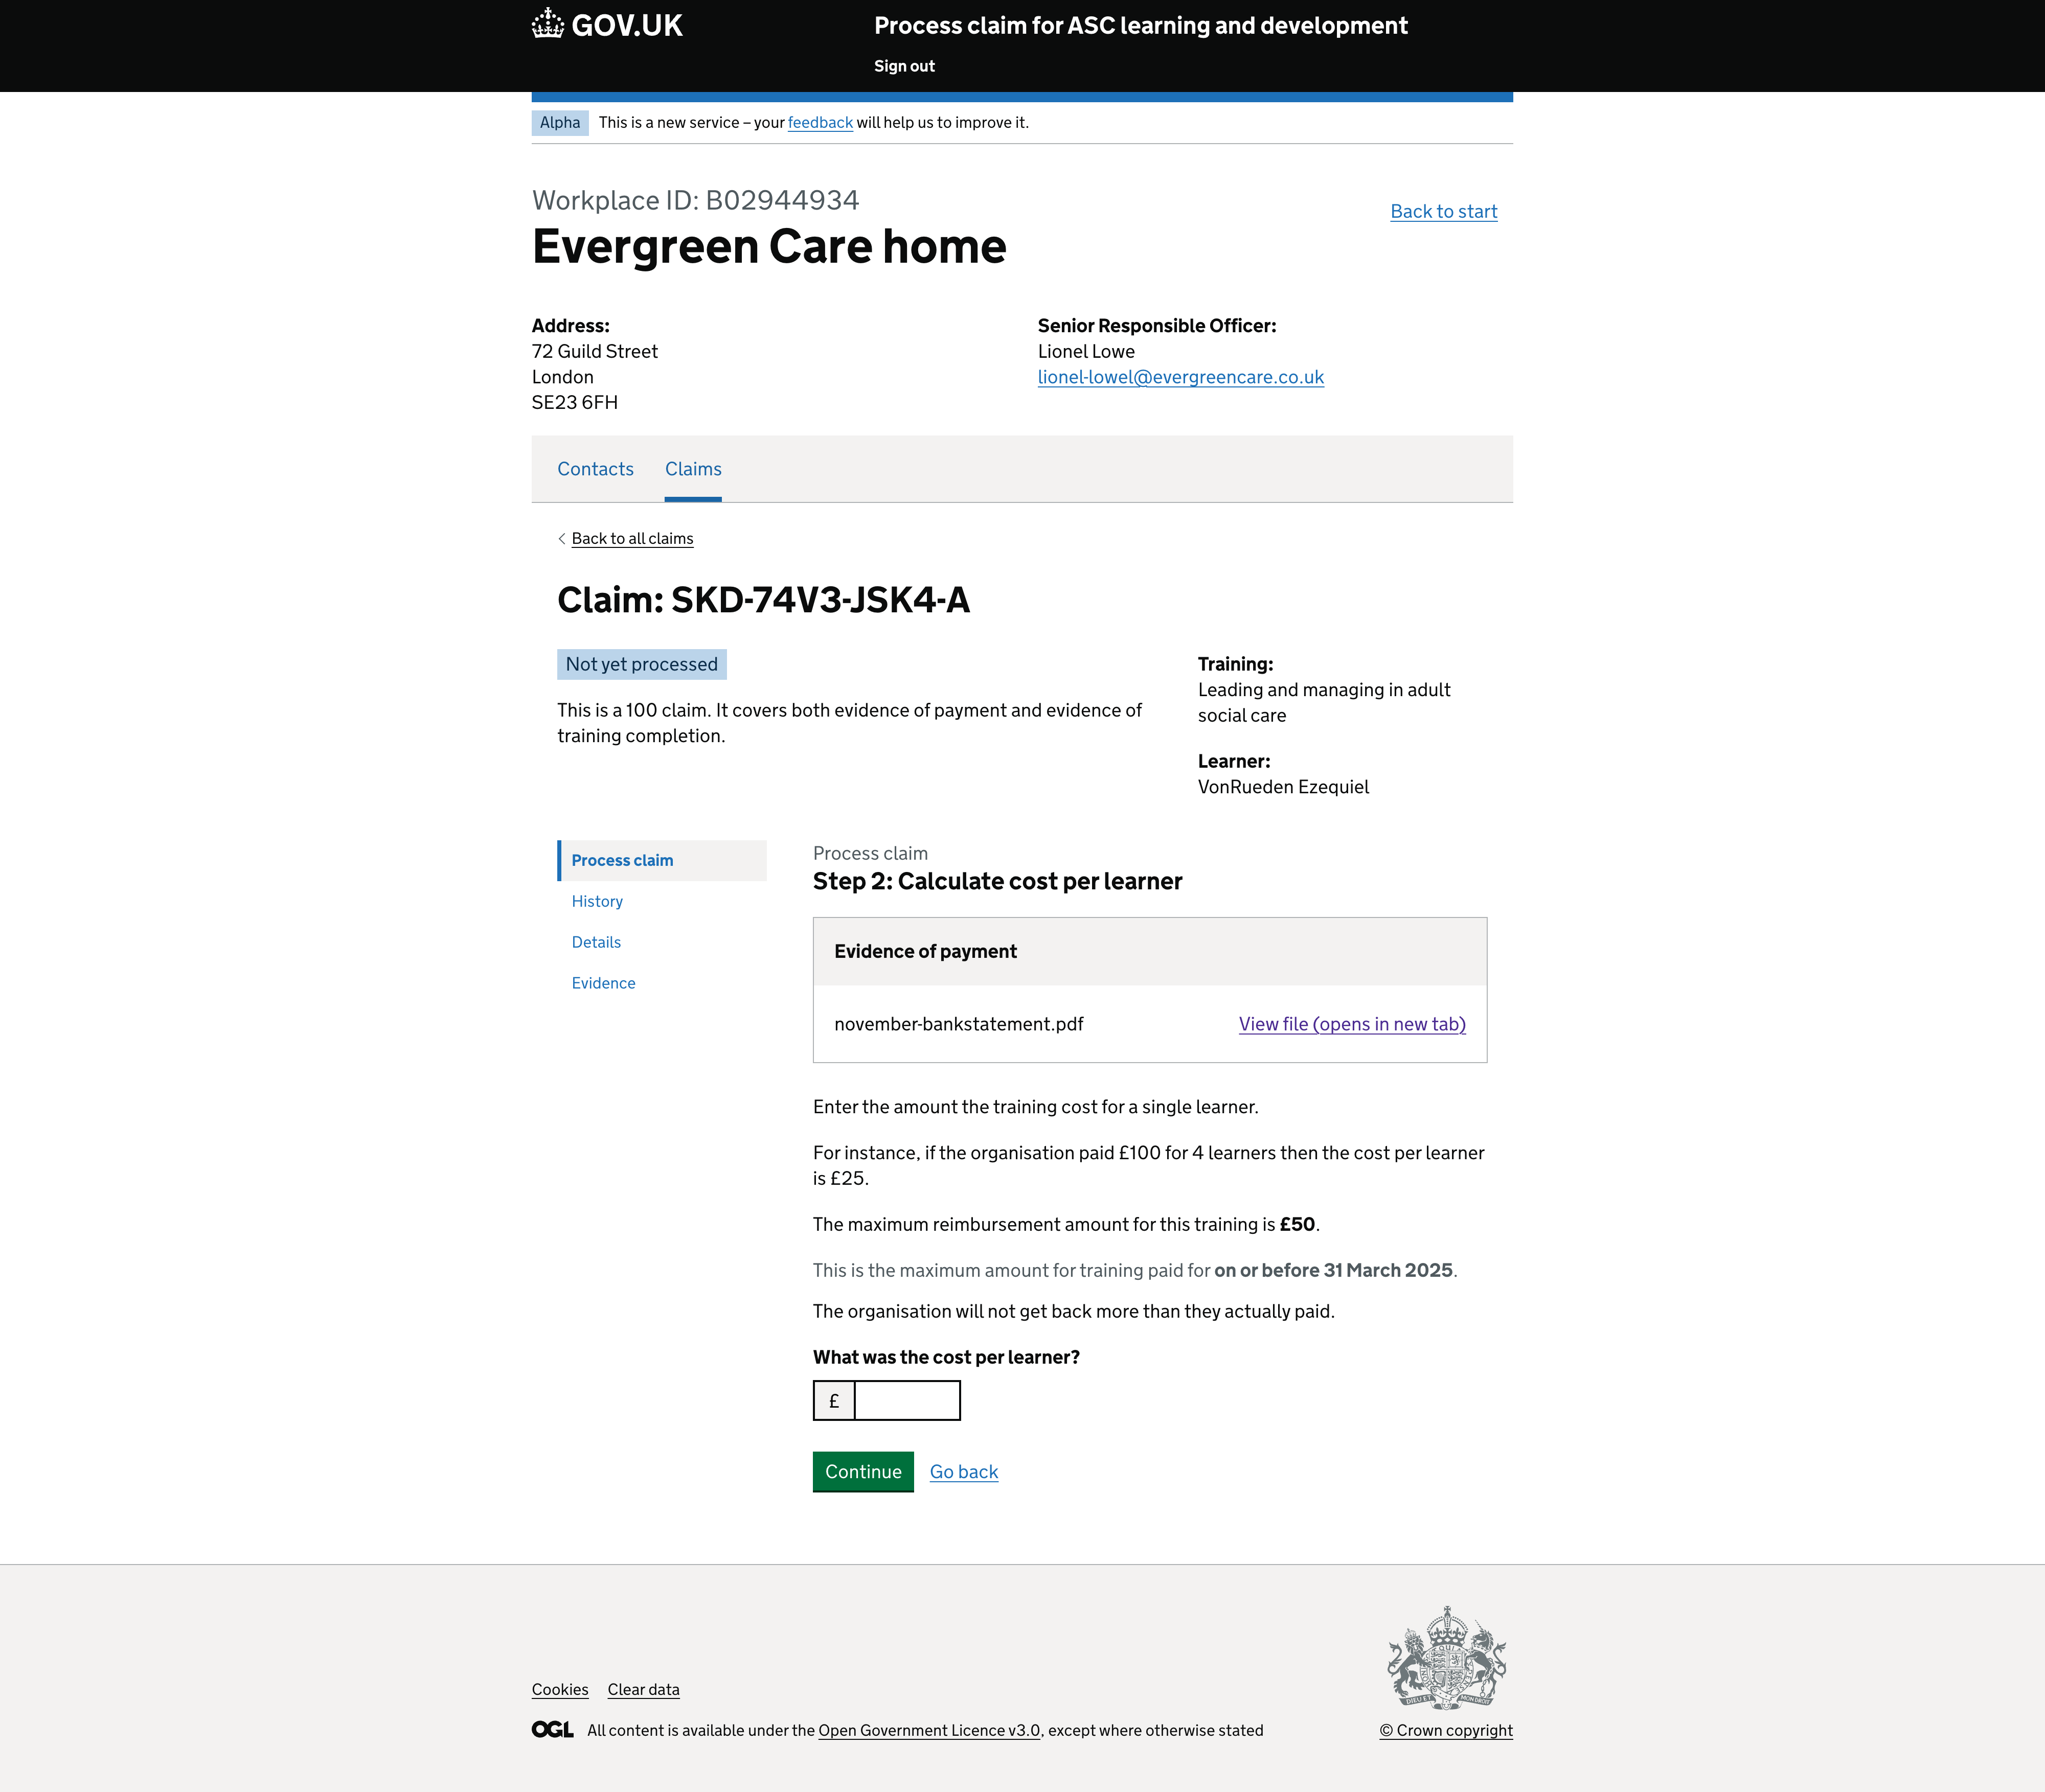 GOV.UK
Process claim for ASC learning and development
Sign out
Alpha
This is a new service – your feedback will help us to improve it.
Workplace ID: B02944934
Back to start
Evergreen Care home
Address:
72 Guild Street
London
SE23 6FH
Senior Responsible Officer:
Lionel Lowe
lionel-lowel@evergreencare.co.uk
Contacts
Claims
Back to all claims
Claim: SKD-74V3-JSK4-A
Not yet processed
This is a 100 claim. It covers both evidence of payment and evidence of
training completion.
Training:
Leading and managing in adult
social care
Learner:
VonRueden Ezequiel
Process claim
History
Details
Evidence
Process claim
Step 2: Calculate cost per learner
Evidence of payment
november-bankstatement.pdf
View file (opens in new tab)
Enter the amount the training cost for a single learner.
For instance, if the organisation paid £100 for 4 learners then the cost per learner
is £25.
The maximum reimbursement amount for this training is £50.
This is the maximum amount for training paid for on or before 31 March 2025.
The organisation will not get back more than they actually paid.
What was the cost per learner?
£
Continue
Go back
Cookies
Clear data
OGL
All content is available under the Open Government Licence v3.0, except where otherwise stated
DIEU ET MON DROIT
© Crown copyright